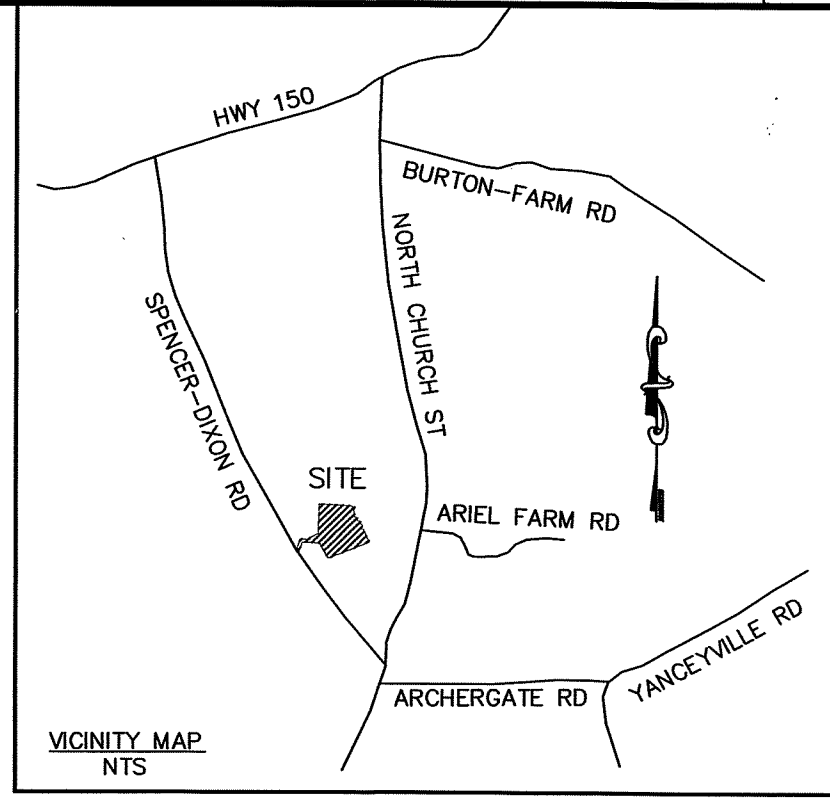 HWY 150
BURTON-FARM RD
NORTH CHURCH ST
SPENCER-DIXON RD
SITE
ARIEL FARM RD
YANCEYVILLE RD
ARCHERGATE RD
VICINITY MAP
NTS